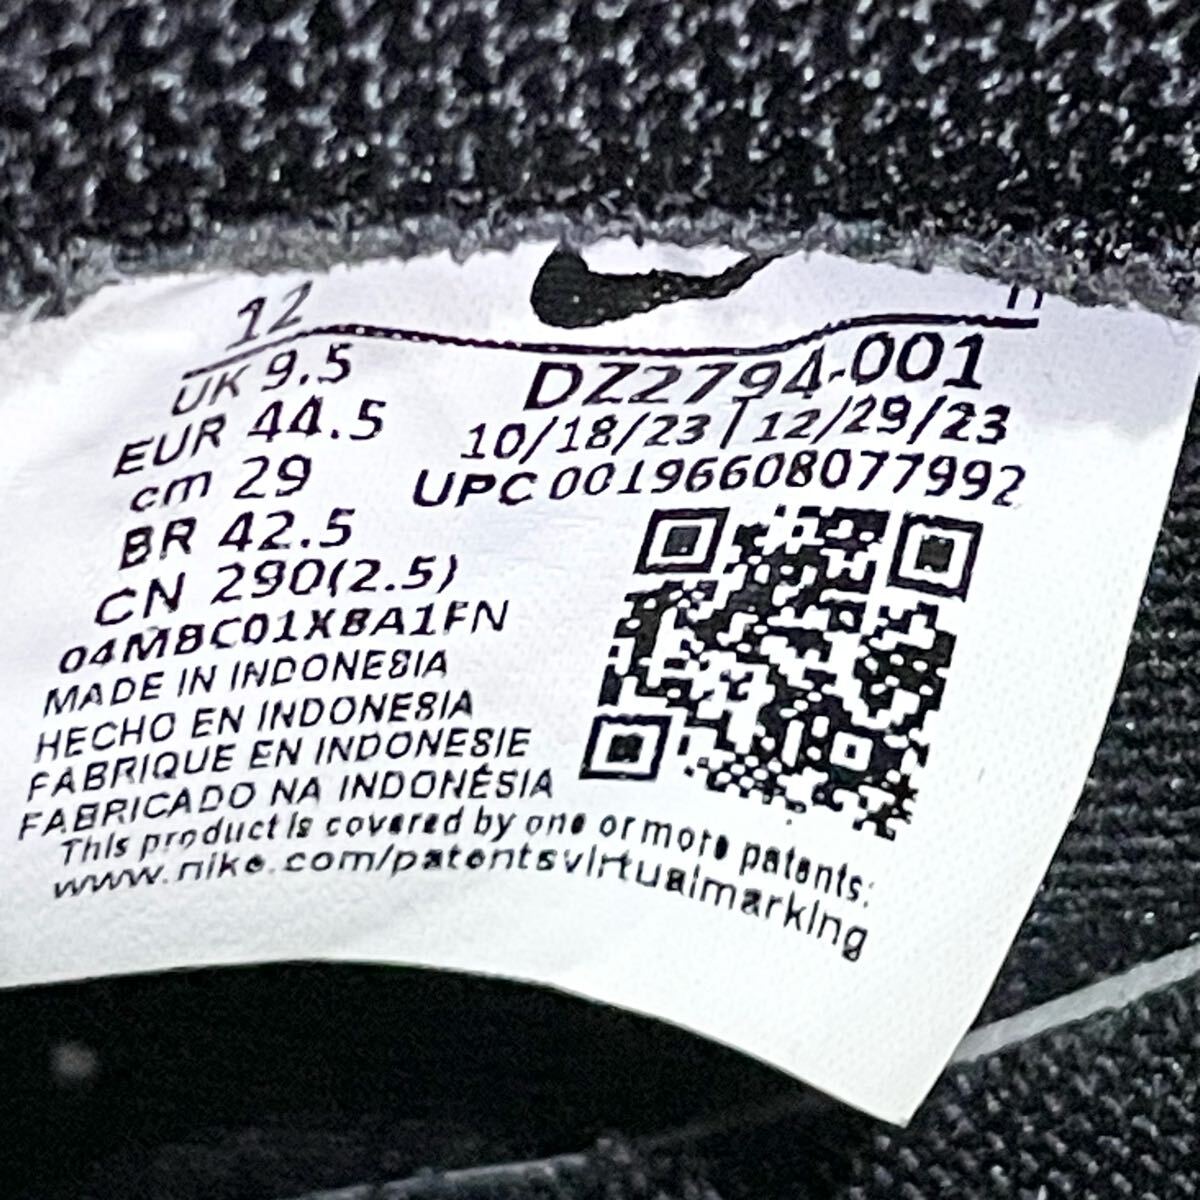 12
UK 9.5
EUR 44.5
cm 29
BR 42.5
CN 290(2.5)
04MBC01XBA1FN
DZ2794-001
10/18/23 | 12/29/23
UPC 00196608077992
MADE IN INDONESIA
HECHO EN INDONESIA
FABRIQUE EN INDONESIE
FABRICADO NA INDONÉSIA
This product is covered by one or more patents:
www.nike.com/patentsvirtualmarking